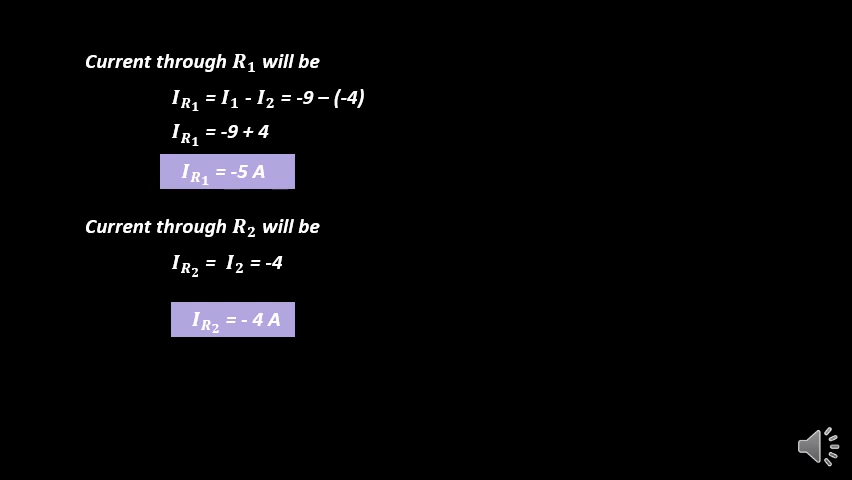 Current through R₁ will be
I_R₁ = I₁ - I₂ = -9 – (-4)
I_R₁ = -9 + 4
I_R₁ = -5 A
Current through R₂ will be
I_R₂ = I₂ = -4
I_R₂ = - 4 A